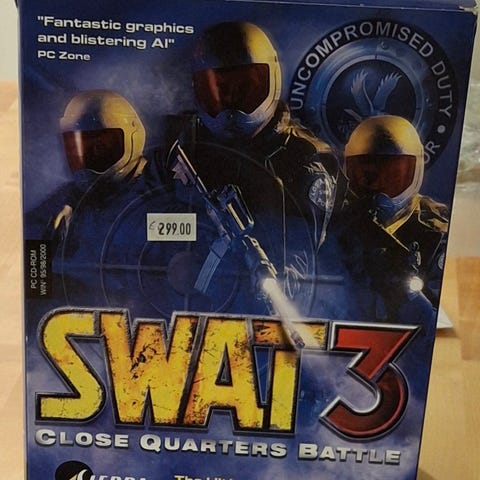 "Fantastic graphics
and blistering AI"
PC Zone
UNCOMPROMISED DUTY •
299.00
PC CD-ROM
WIN® 95/98/2000
SWAT 3
CLOSE QUARTERS BATTLE